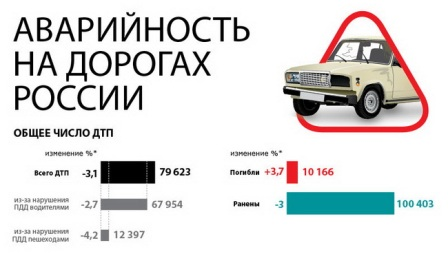 АВАРИЙНОСТЬ
НА ДОРОГАХ
РОССИИ
ОБЩЕЕ ЧИСЛО ДТП
изменение %*
Всего ДТП -3,1 79 623
из-за нарушения
ПДД водителями -2,7 67 954
из-за нарушения
ПДД пешеходами -4,2 12 397
изменение %*
Погибли +3,7 10 166
Ранены -3 100 403